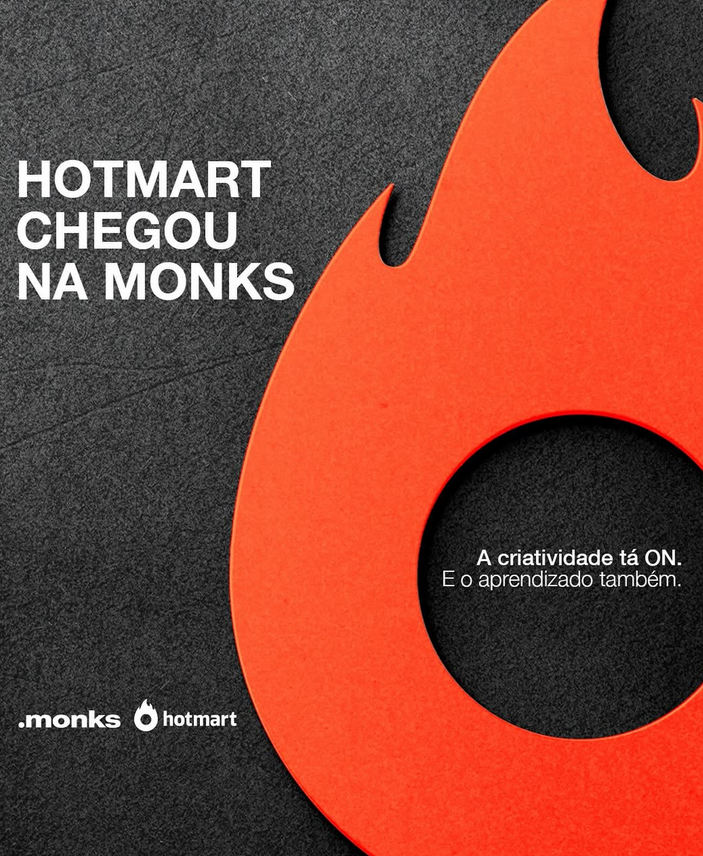 HOTMART
CHEGOU
NA MONKS
A criatividade tá ON.
E o aprendizado também.
.monks hotmart